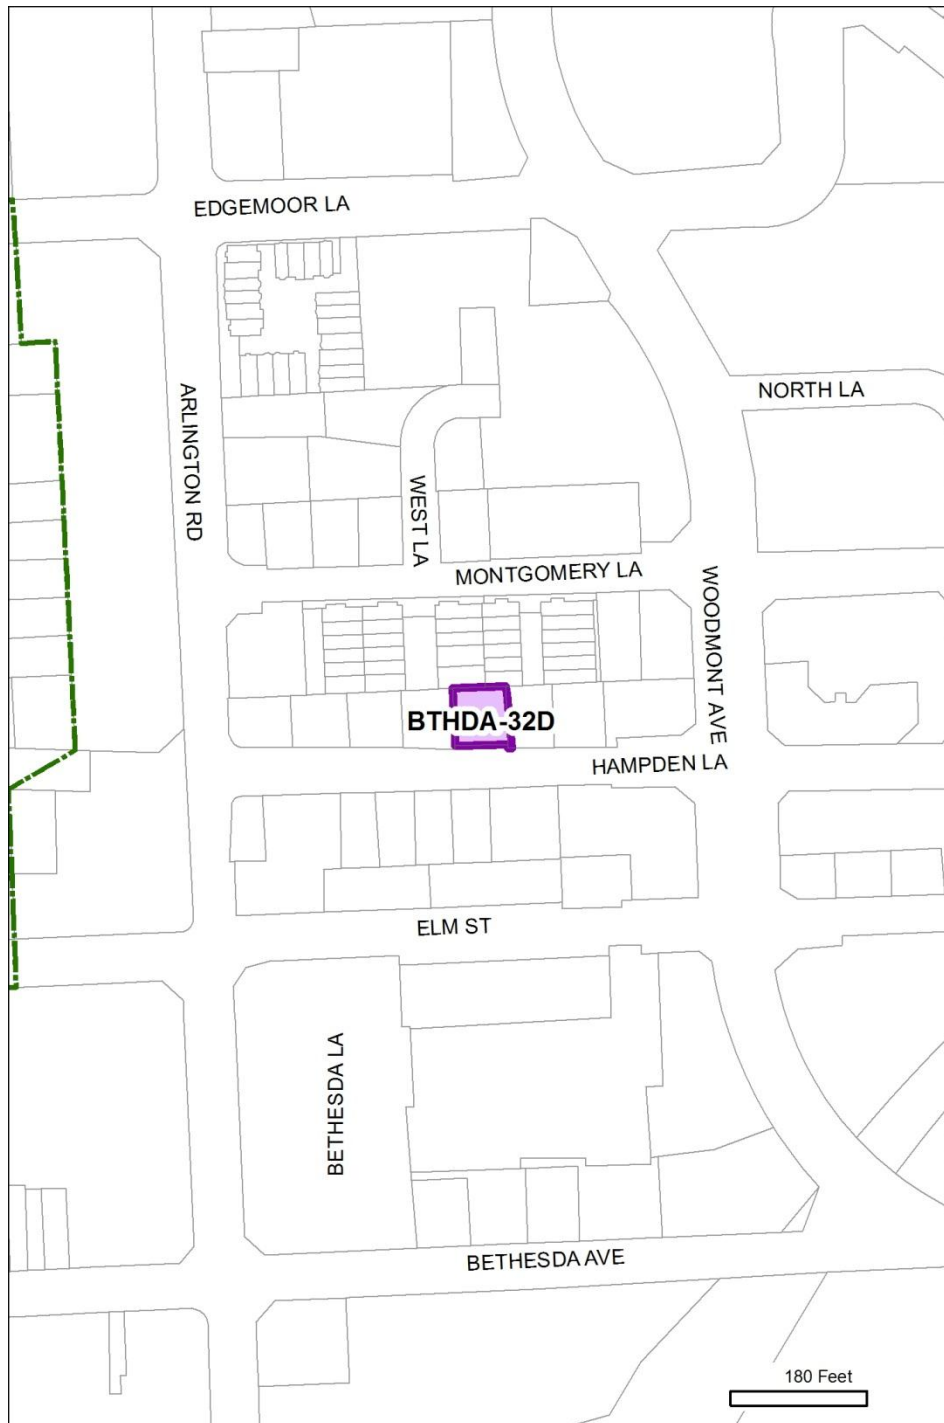 EDGEMOOR LA
ARLINGTON RD
NORTH LA
WEST LA
MONTGOMERY LA
WOODMONT AVE
BTHDA-32D
HAMPDEN LA
ELM ST
BETHESDA LA
BETHESDA AVE
180 Feet